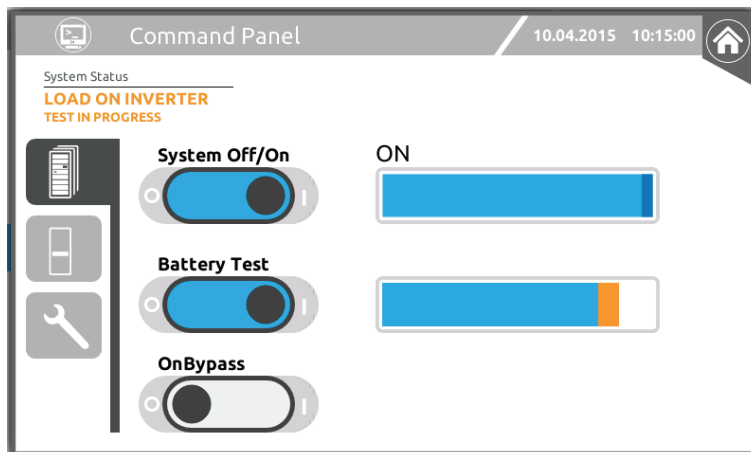 Command Panel
10.04.2015 10:15:00
System Status
LOAD ON INVERTER
TEST IN PROGRESS
System Off/On
ON
Battery Test
OnBypass